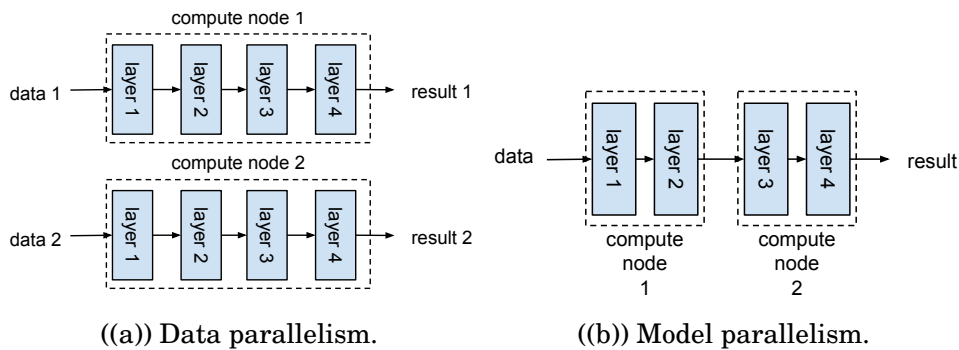 compute node 1
data 1
layer 1
layer 2
layer 3
layer 4
result 1
compute node 2
data 2
layer 1
layer 2
layer 3
layer 4
result 2
((a)) Data parallelism.
data
layer 1
layer 2
layer 3
layer 4
result
compute
node
1
compute
node
2
((b)) Model parallelism.